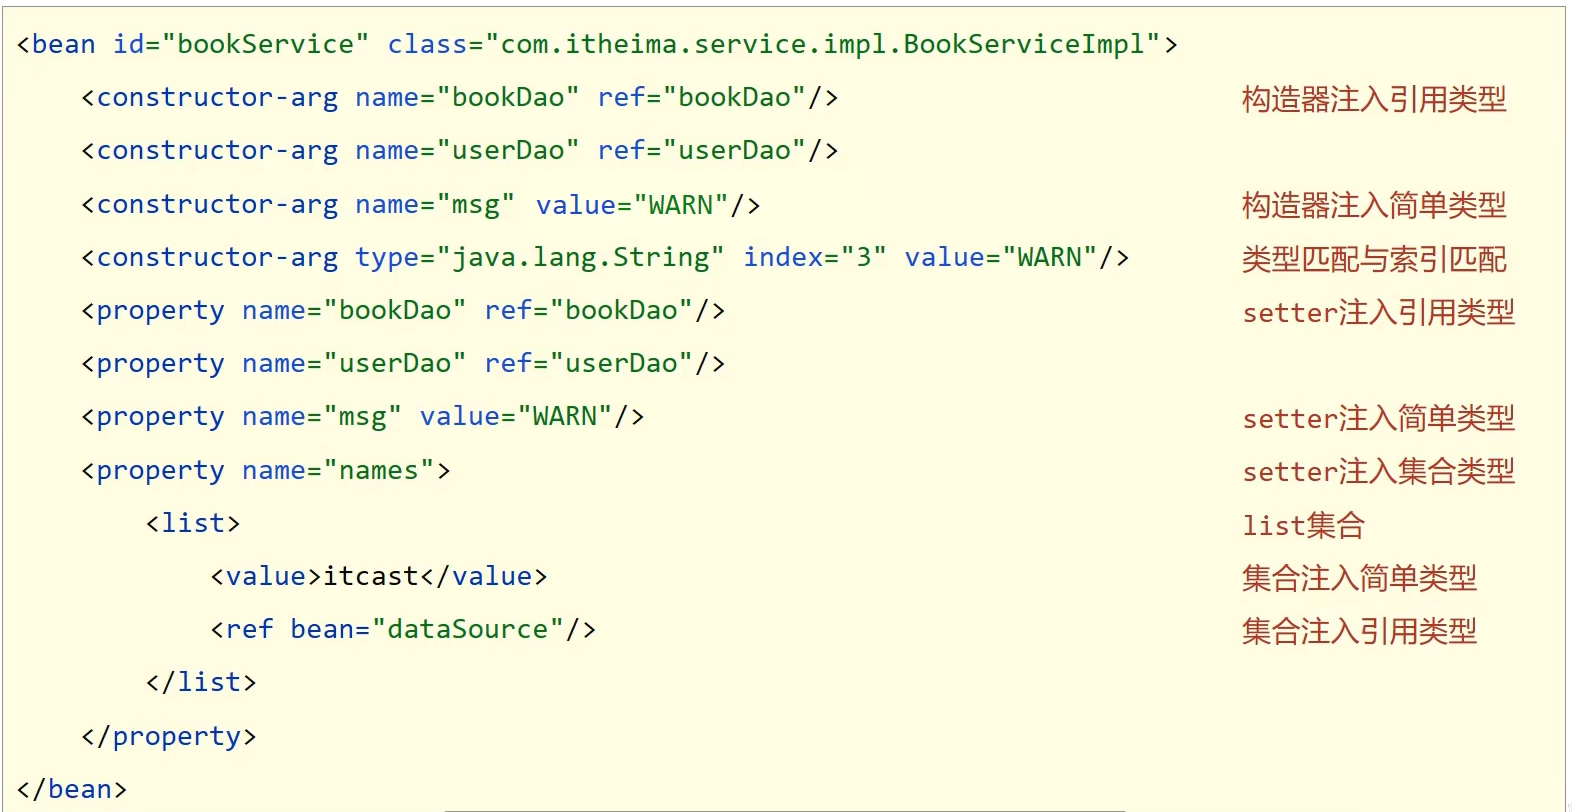 <bean id="bookService" class="com.itheima.service.impl.BookServiceImpl">
    <constructor-arg name="bookDao" ref="bookDao"/> 构造器注入引用类型
    <constructor-arg name="userDao" ref="userDao"/>
    <constructor-arg name="msg" value="WARN"/> 构造器注入简单类型
    <constructor-arg type="java.lang.String" index="3" value="WARN"/> 类型匹配与索引匹配
    <property name="bookDao" ref="bookDao"/> setter注入引用类型
    <property name="userDao" ref="userDao"/>
    <property name="msg" value="WARN"/> setter注入简单类型
    <property name="names"> setter注入集合类型
        <list> list集合
            <value>itcast</value> 集合注入简单类型
            <ref bean="dataSource"/> 集合注入引用类型
        </list>
    </property>
</bean>